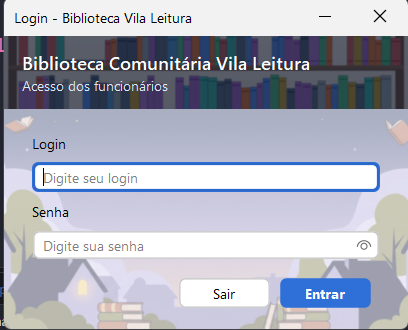 Login - Biblioteca Vila Leitura
Biblioteca Comunitária Vila Leitura
Acesso dos funcionários
Login
Digite seu login
Senha
Digite sua senha
Sair
Entrar